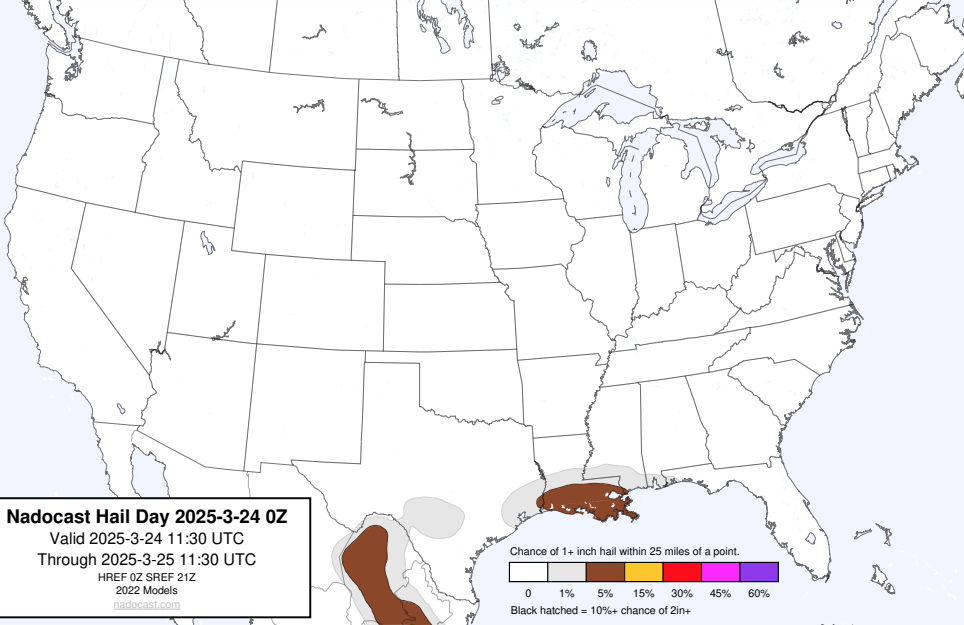 Nadocast Hail Day 2025-3-24 0Z
Valid 2025-3-24 11:30 UTC
Through 2025-3-25 11:30 UTC
HREF 0Z SREF 21Z
2022 Models
nadocast.com
Chance of 1+ inch hail within 25 miles of a point.
0 1% 5% 15% 30% 45% 60%
Black hatched = 10%+ chance of 2in+